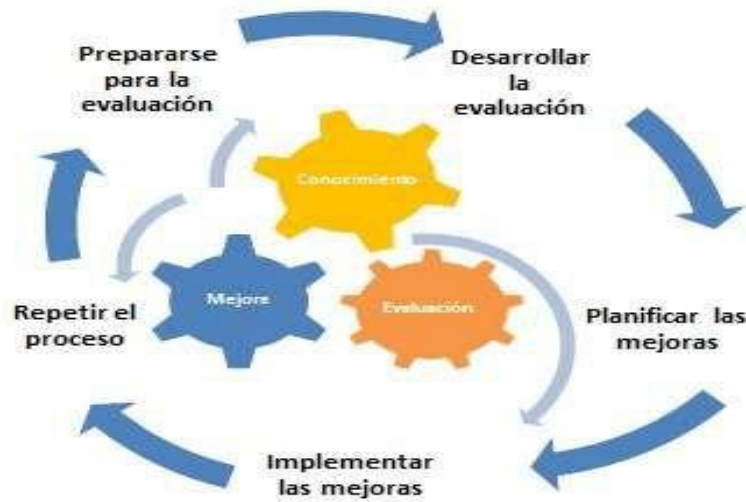 Prepararse
para la
evaluación
Desarrollar
la
evaluación
Conocimiento
Mejore
Evaluación
Repetir el
proceso
Planificar las
mejoras
Implementar
las mejoras